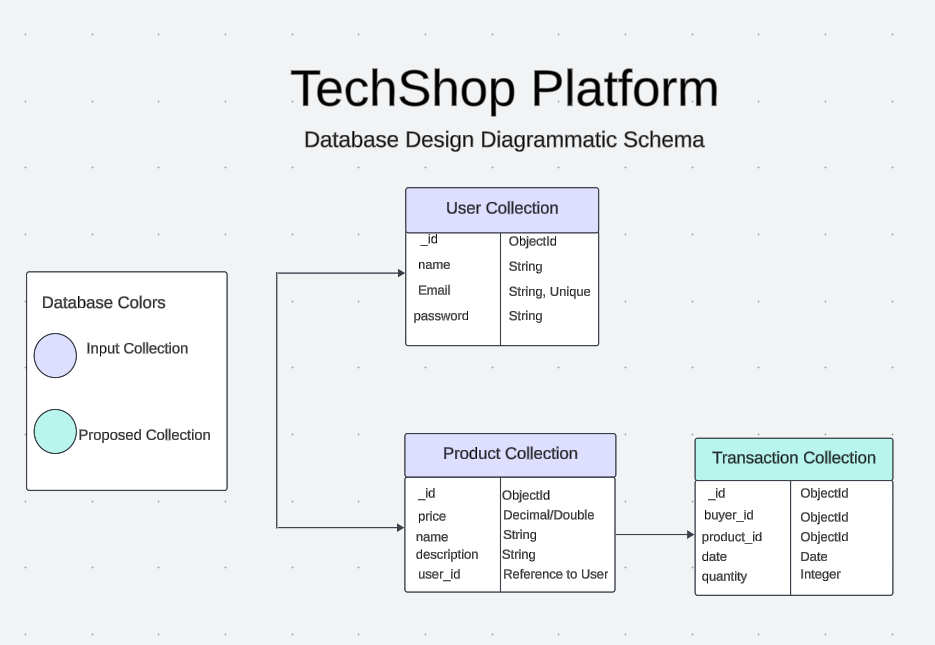 TechShop Platform
Database Design Diagrammatic Schema
User Collection
_id ObjectId
name String
Email String, Unique
password String
Database Colors
Input Collection
Proposed Collection
Product Collection
_id ObjectId
price Decimal/Double
name String
description String
user_id Reference to User
Transaction Collection
_id ObjectId
buyer_id ObjectId
product_id ObjectId
date Date
quantity Integer